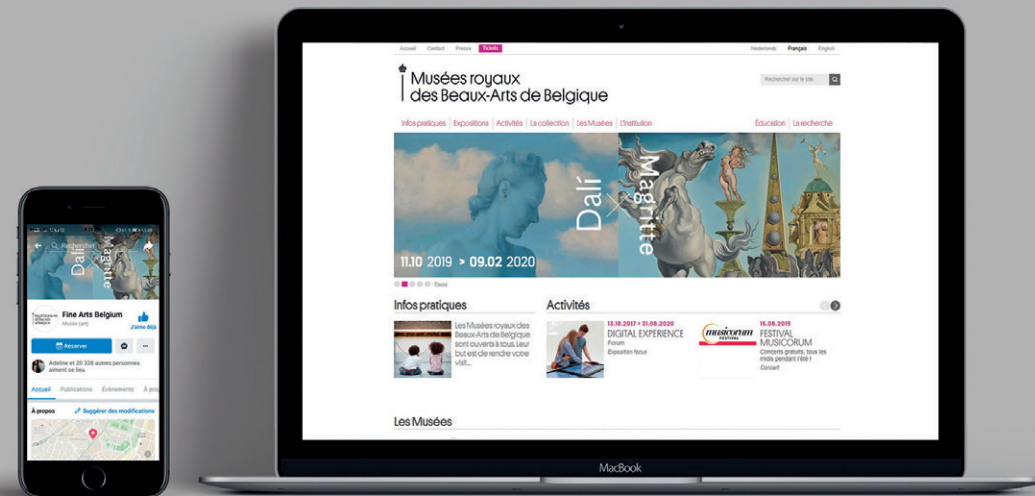 Accueil Contact Presse Tickets
Nederlands Français English
Musées royaux
des Beaux-Arts de Belgique
Rechercher sur le site
Infos pratiques Expositions Activités La collection Les Musées L'institution
Éducation La recherche
Dalí
×
Magritte
11.10 2019 > 09.02 2020
Pause
Infos pratiques
Les Musées royaux des
Beaux-Arts de Belgique
sont ouverts à tous. Leur
but est de rendre votre
visit...
Activités
13.10.2017 > 31.08.2020
DIGITAL EXPERIENCE
Forum
Exposition focus
musicorum
FESTIVAL
16.08.2019
FESTIVAL
MUSICORUM
Concerts gratuits, tous les
midis pendant l'été !
Concert
Les Musées
MacBook
Rechercher
Dalí
×
Magritte
Fine Arts Belgium
Musée (art)
J'aime déjà
Réserver
Adeline et 20 328 autres personnes
aiment ce lieu
Accueil Publications Événements À prop
À propos
Suggérer des modifications